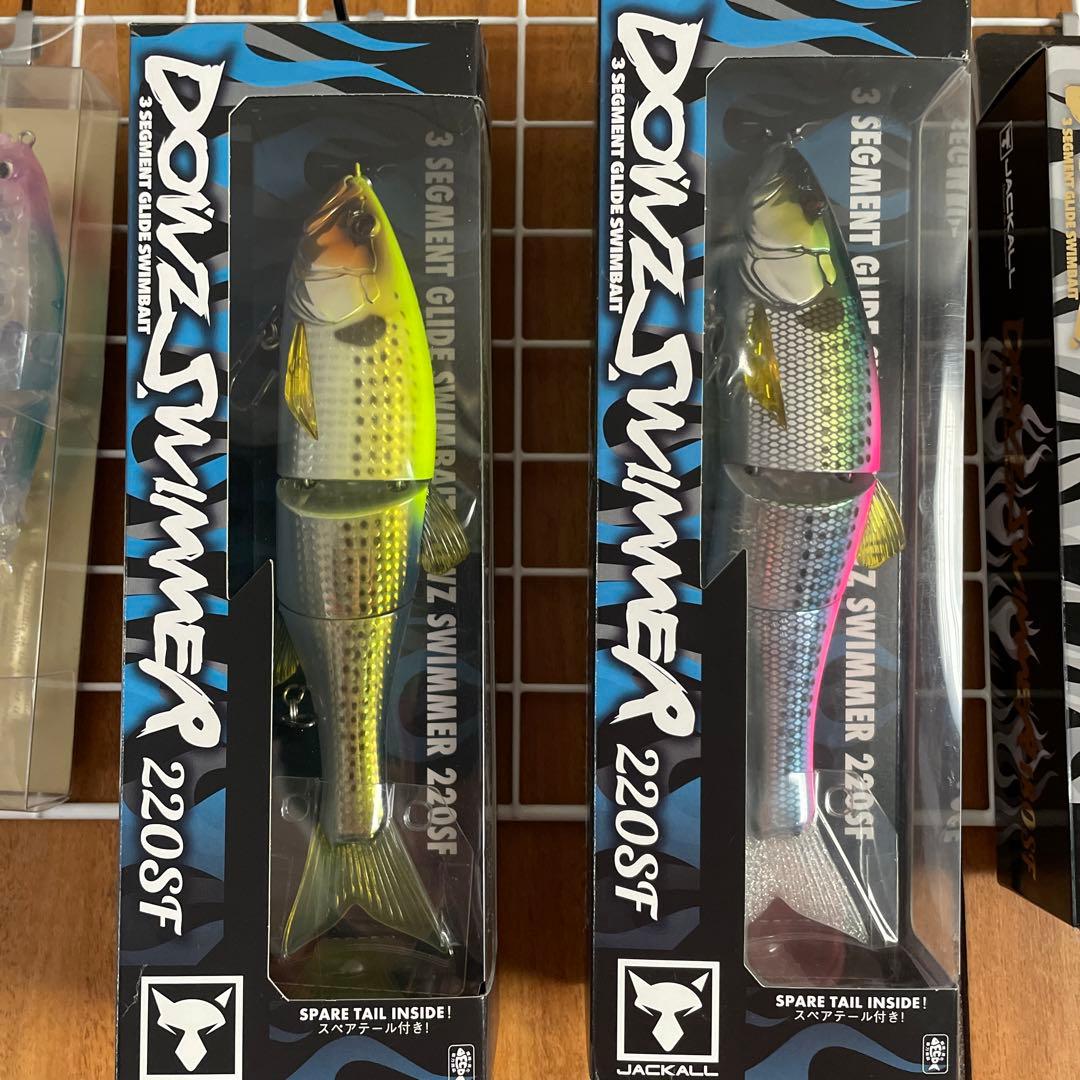 DOWZ SWIMMER 220SF
3 SEGMENT GLIDE SWIMBAIT
3 SEGMENT GLIDE SWIMBAIT
VZ SWIMMER 220SF
SPARE TAIL INSIDE!
スペアテール付き!
DOWZ SWIMMER 220SF
3 SEGMENT GLIDE SWIMBAIT
3 SEGMENT GLIDE
Z SWIMMER 220SF
SPARE TAIL INSIDE!
スペアテール付き!
JACKALL
JACKALL
3 SEGMENT GLIDE SWIMBAIT